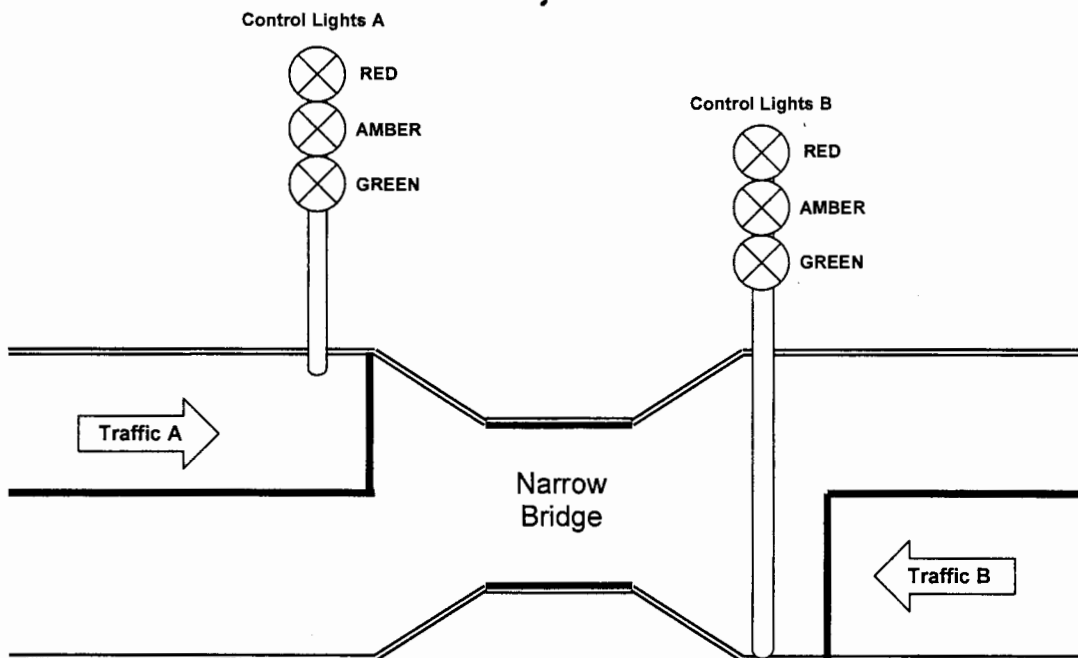 Control Lights A
RED
AMBER
GREEN
Control Lights B
RED
AMBER
GREEN
Traffic A
Narrow
Bridge
Traffic B